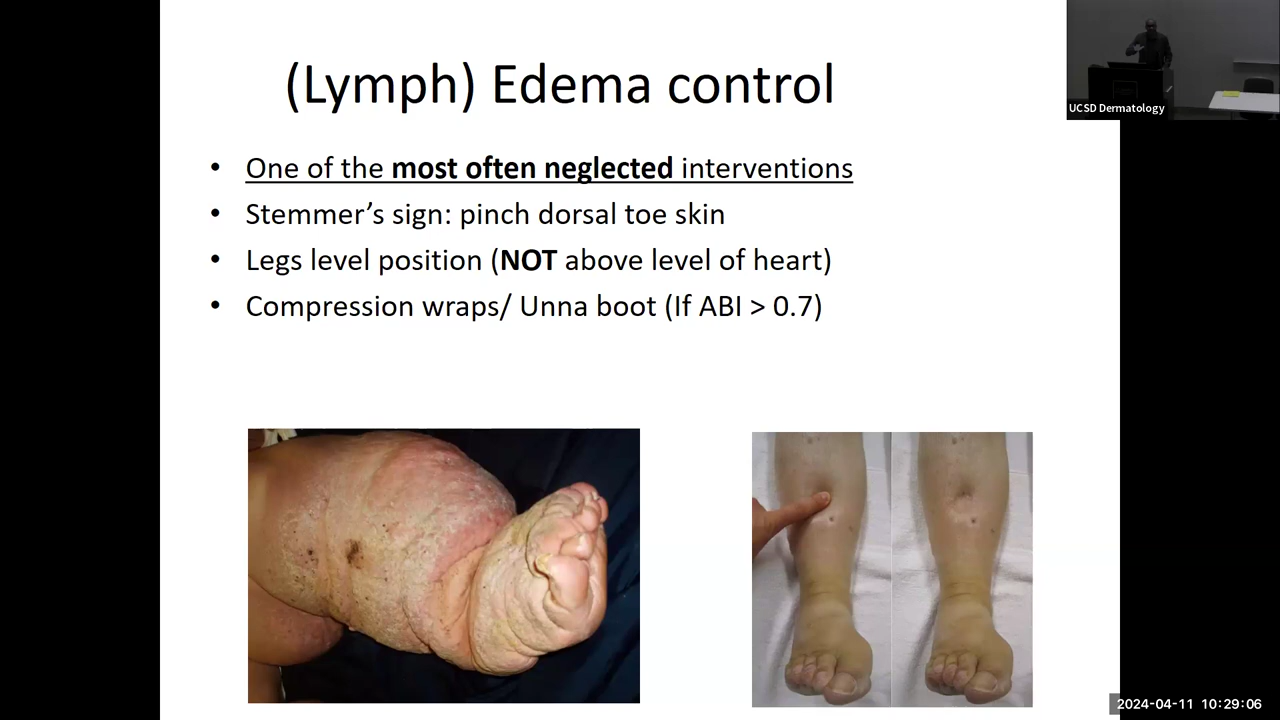 (Lymph) Edema control
UCSD Dermatology
• One of the most often neglected interventions
• Stemmer’s sign: pinch dorsal toe skin
• Legs level position (NOT above level of heart)
• Compression wraps/ Unna boot (If ABI > 0.7)
2024-04-11 10:29:06